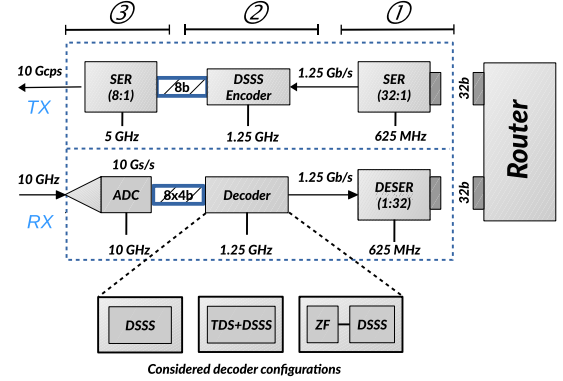 ③ ② ①
10 Gcps
TX
SER
(8:1)
8b
DSSS
Encoder
1.25 Gb/s
SER
(32:1)
32b
5 GHz
1.25 GHz
625 MHz
Router
10 GHz
RX
10 Gs/s
ADC
8x4b
Decoder
1.25 Gb/s
DESER
(1:32)
32b
10 GHz
1.25 GHz
625 MHz
DSSS
TDS+DSSS
ZF
DSSS
Considered decoder configurations